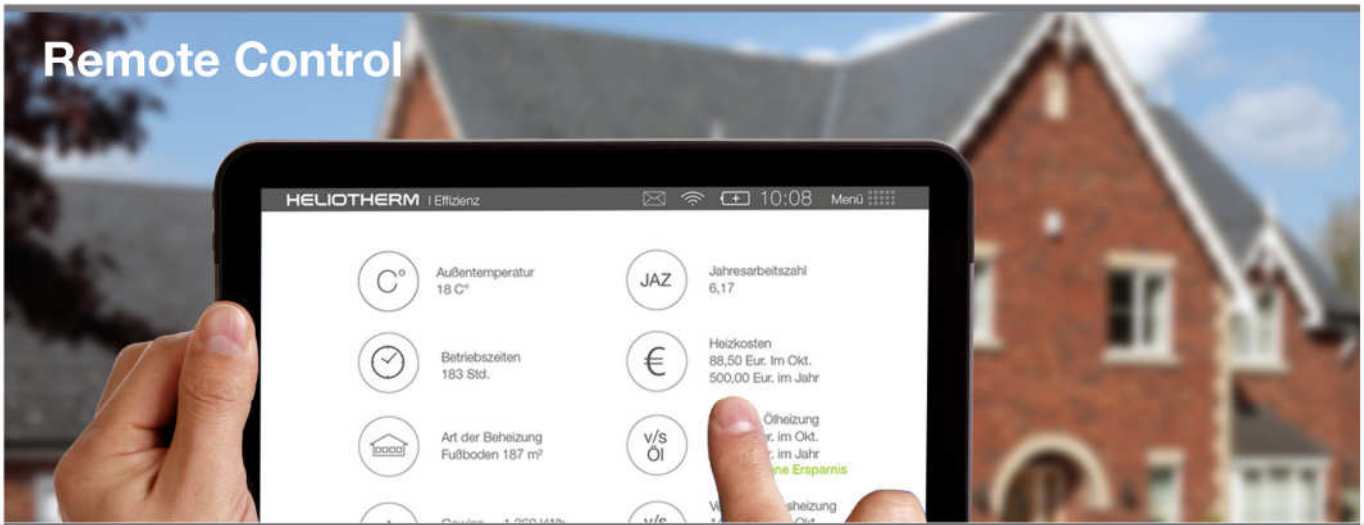 Remote Control
HELIOTHERM | Effizienz
10:08 Menü
C°
Außentemperatur
18 C°
JAZ
Jahresarbeitszahl
6,17
Betriebszeiten
183 Std.
€
Heizkosten
88,50 Eur. Im Okt.
500,00 Eur. im Jahr
Art der Beheizung
Fußboden 187 m²
v/s
Öl
Ölheizung
im Okt.
im Jahr
Ersparnis